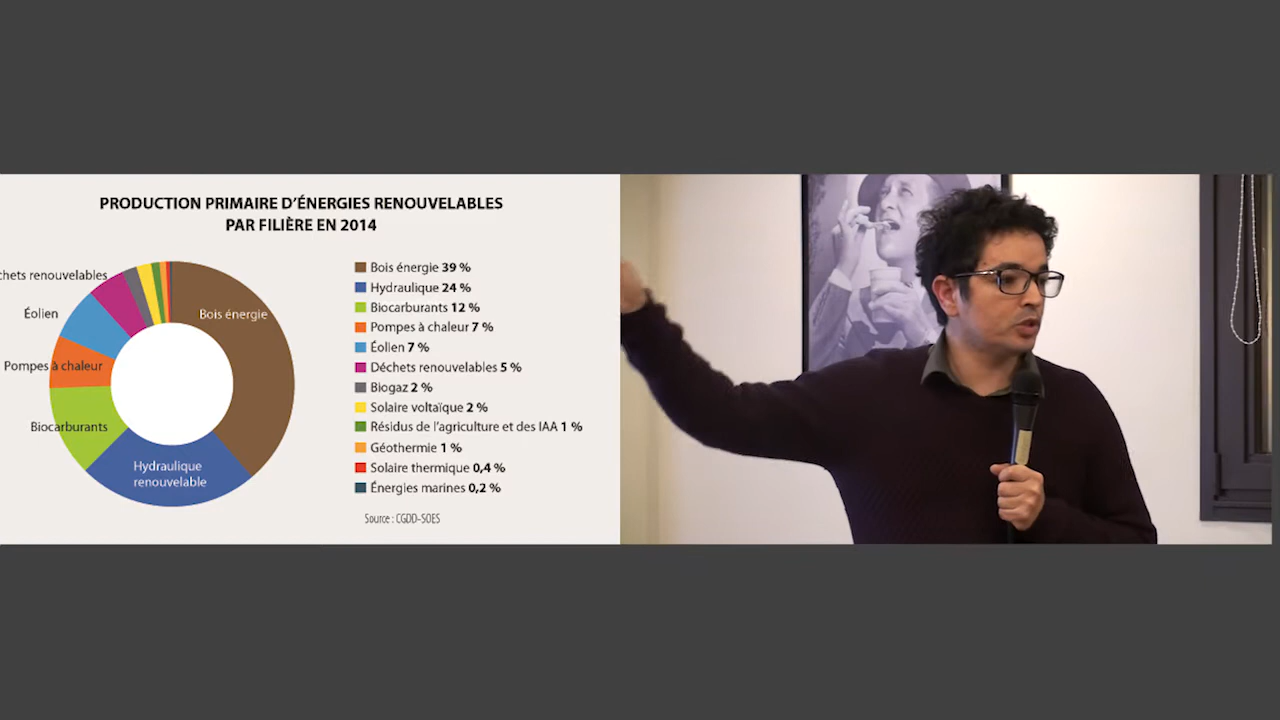 PRODUCTION PRIMAIRE D'ÉNERGIES RENOUVELABLES
PAR FILIÈRE EN 2014
chets renouvelables
Éolien
Pompes à chaleur
Biocarburants
Hydraulique
renouvelable
Bois énergie
Bois énergie 39 %
Hydraulique 24 %
Biocarburants 12 %
Pompes à chaleur 7 %
Éolien 7 %
Déchets renouvelables 5 %
Biogaz 2 %
Solaire voltaïque 2 %
Résidus de l'agriculture et des IAA 1 %
Géothermie 1 %
Solaire thermique 0,4 %
Énergies marines 0,2 %
Source : CGDD-SOES